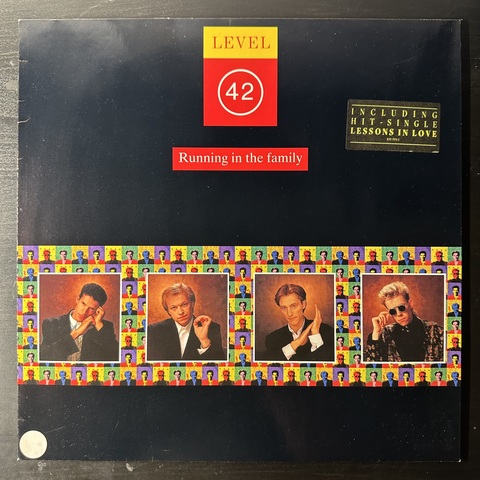 LEVEL
42
Running in the family
INCLUDING
HIT-SINGLE
LESSONS IN LOVE